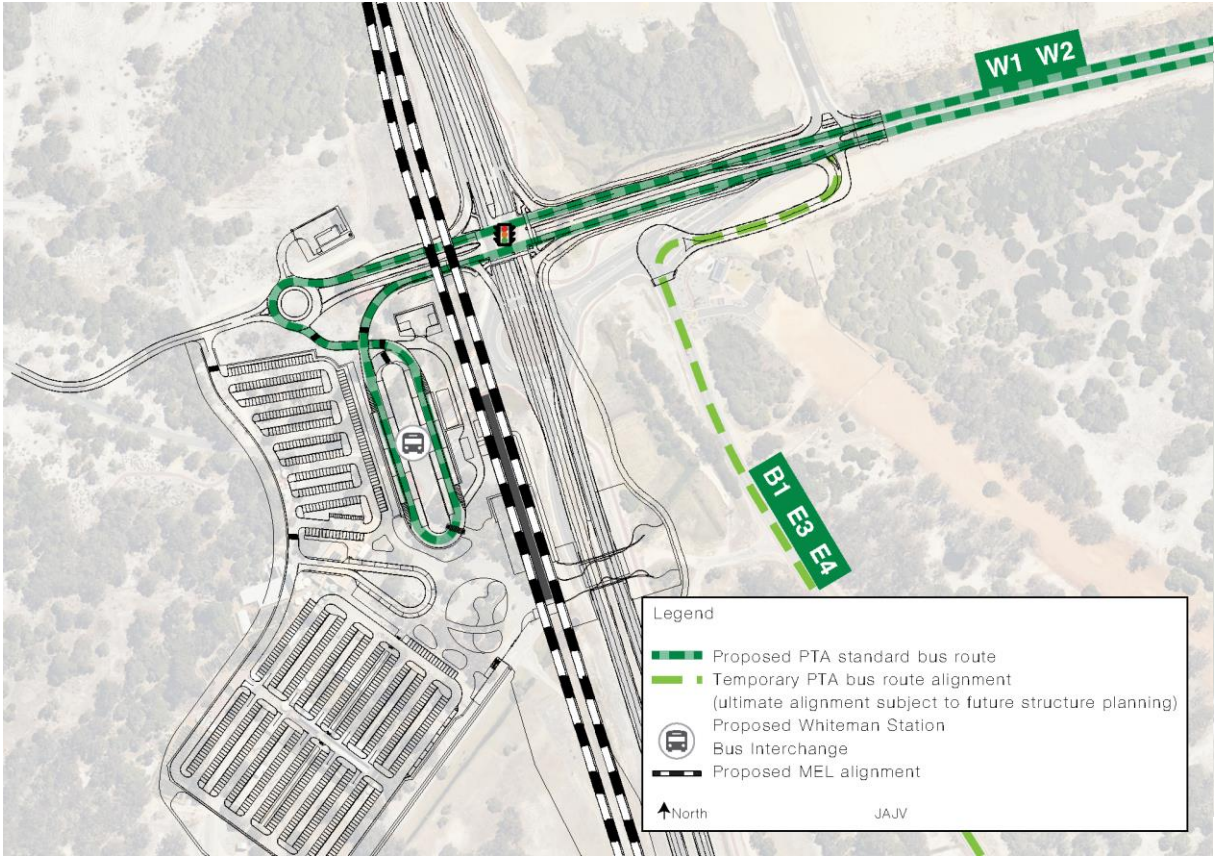 W1 W2
B1 E3 E4
Legend
Proposed PTA standard bus route
Temporary PTA bus route alignment
(ultimate alignment subject to future structure planning)
Proposed Whiteman Station
Bus Interchange
Proposed MEL alignment
North
JAJV